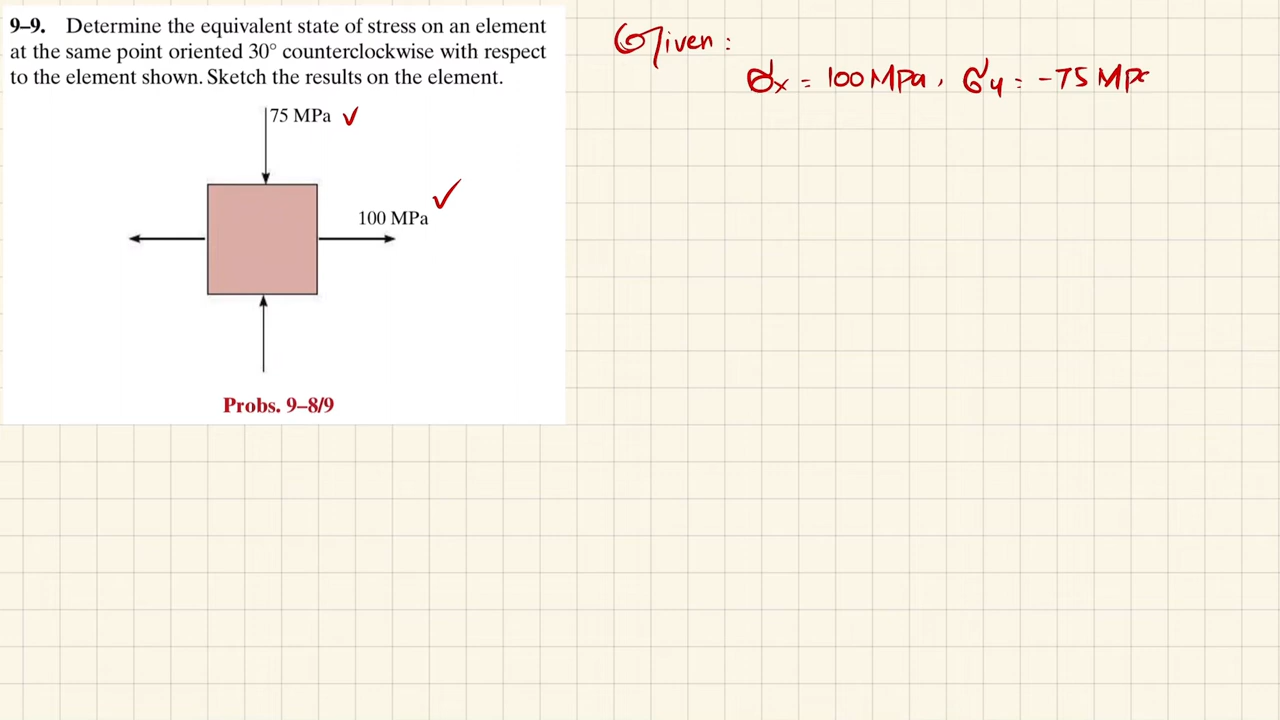 9–9. Determine the equivalent state of stress on an element
at the same point oriented 30° counterclockwise with respect
to the element shown. Sketch the results on the element.
75 MPa ✓
100 MPa ✓
Probs. 9–8/9
Given :
σx = 100 MPa, σy = -75 MPa